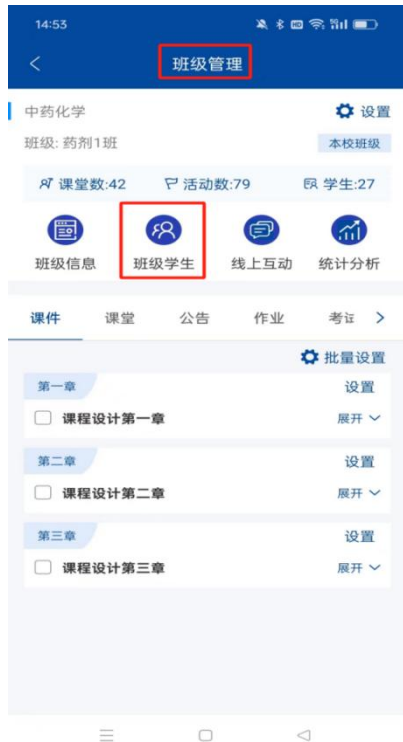 14:53
班级管理
中药化学
设置
班级: 药剂1班
本校班级
课堂数:42 活动数:79 学生:27
班级信息 班级学生 线上互动 统计分析
课件 课堂 公告 作业
批量设置
第一章 设置
课程设计第一章 展开
第二章 设置
课程设计第二章 展开
第三章 设置
课程设计第三章 展开